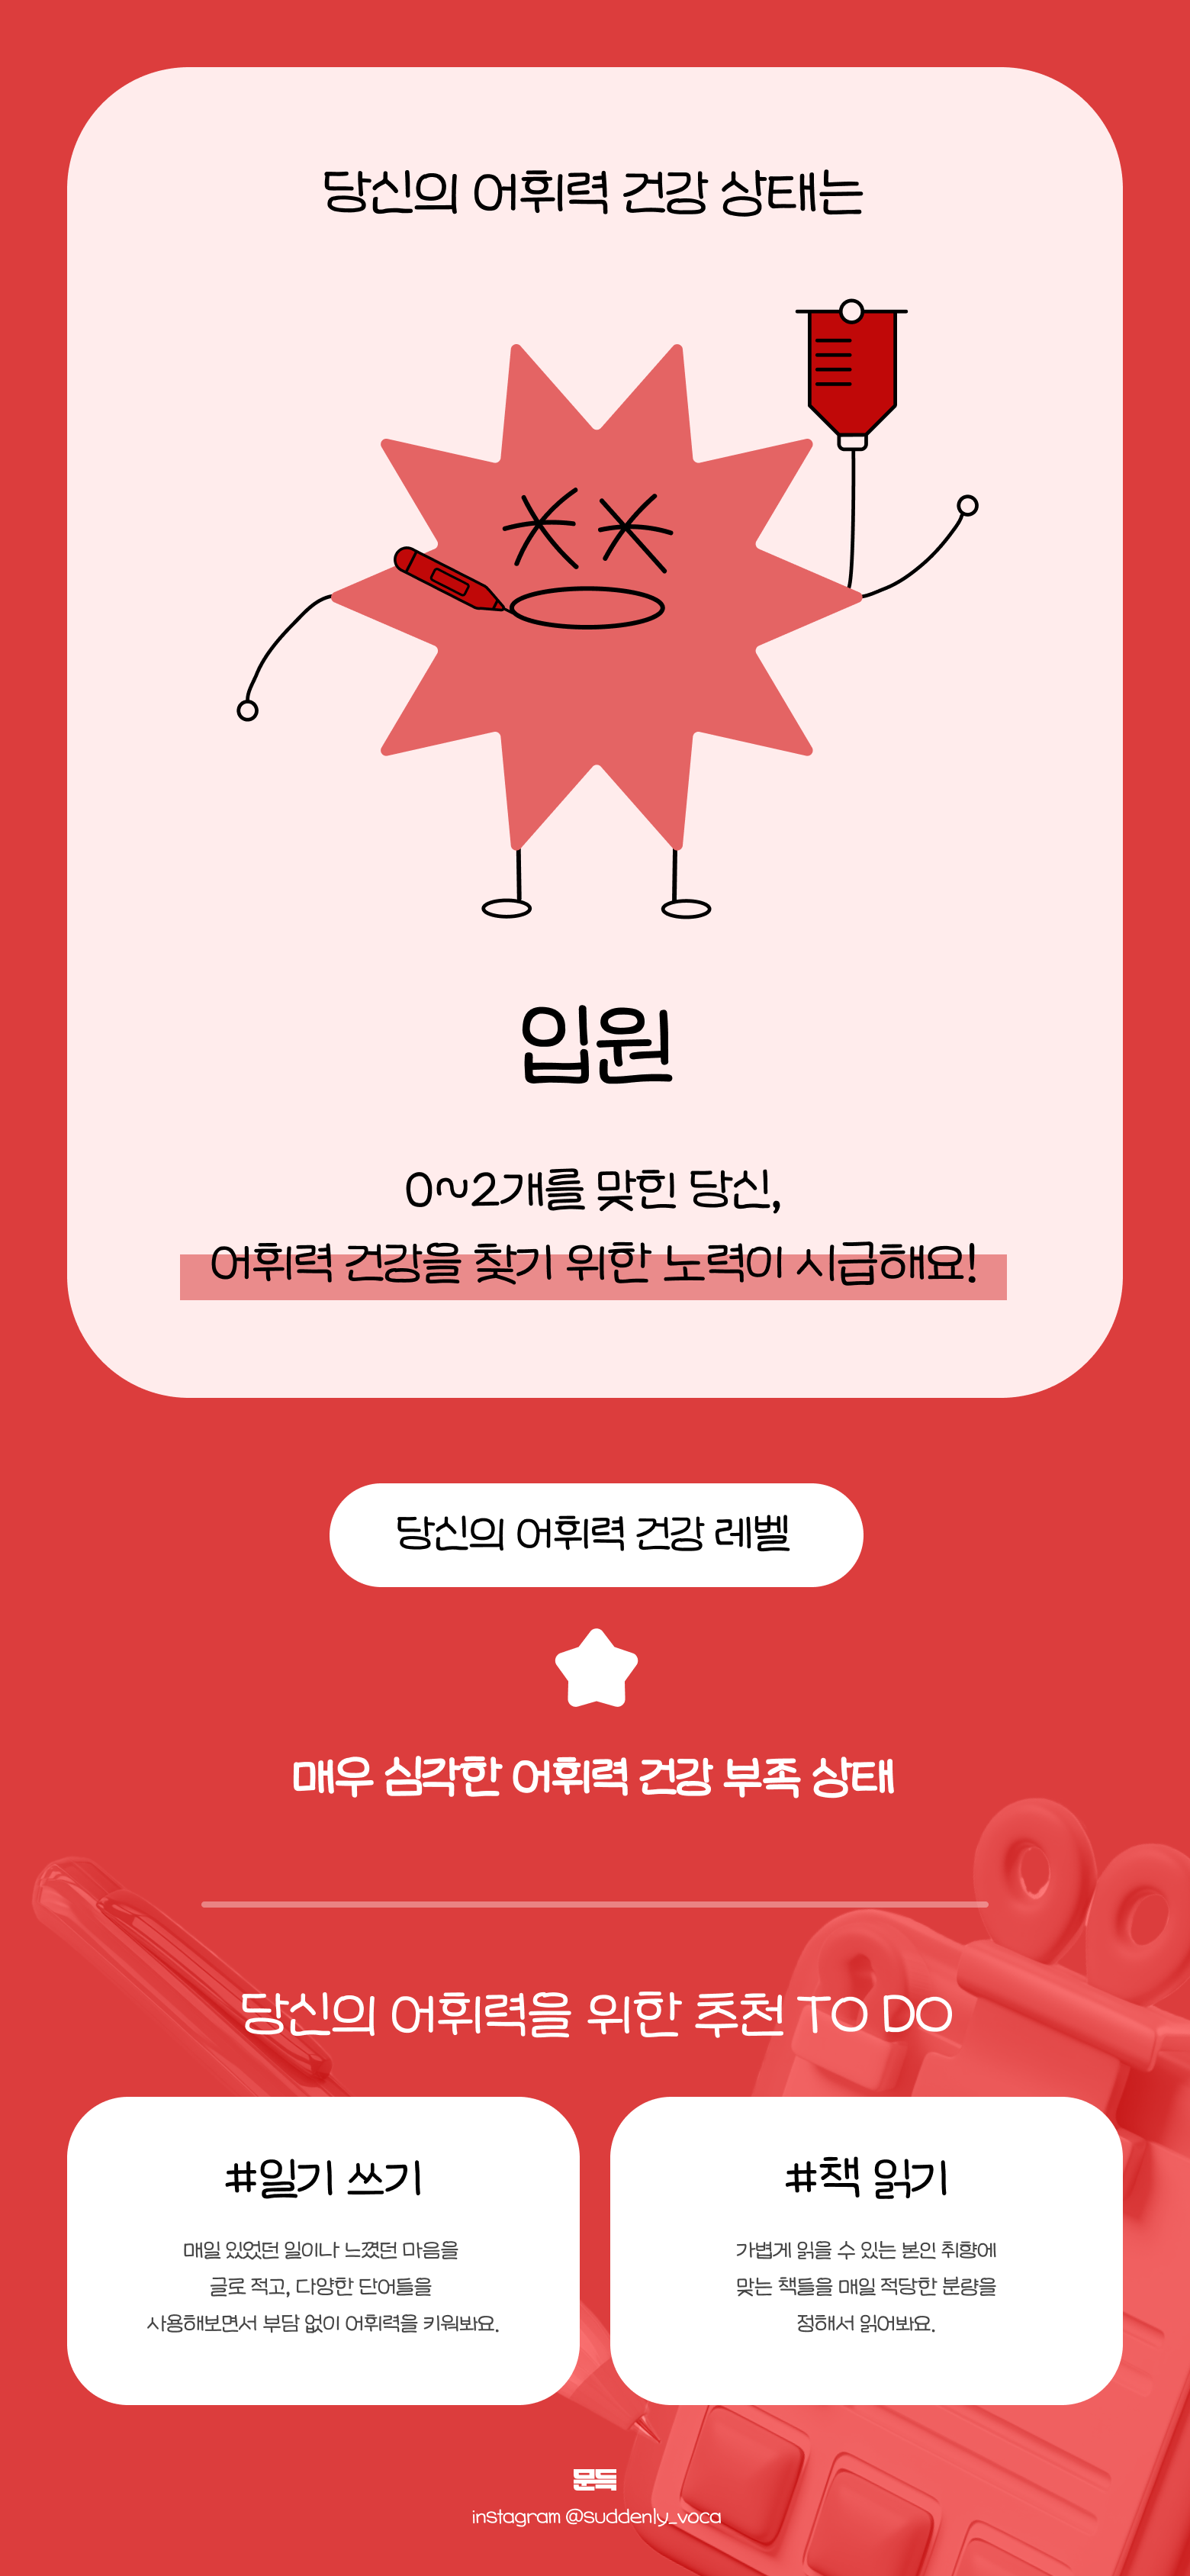 당신의 어휘력 건강 상태는
입원
0~2개를 맞힌 당신,
어휘력 건강을 찾기 위한 노력이 시급해요!
당신의 어휘력 건강 레벨
매우 심각한 어휘력 건강 부족 상태
당신의 어휘력을 위한 추천 TO DO
#일기 쓰기
매일 있었던 일이나 느꼈던 마음을
글로 적고, 다양한 단어들을
사용해보면서 부담 없이 어휘력을 키워봐요.
#책 읽기
가볍게 읽을 수 있는 본인 취향에
맞는 책들을 매일 적당한 분량을
정해서 읽어봐요.
문득
instagram @suddenly_voca